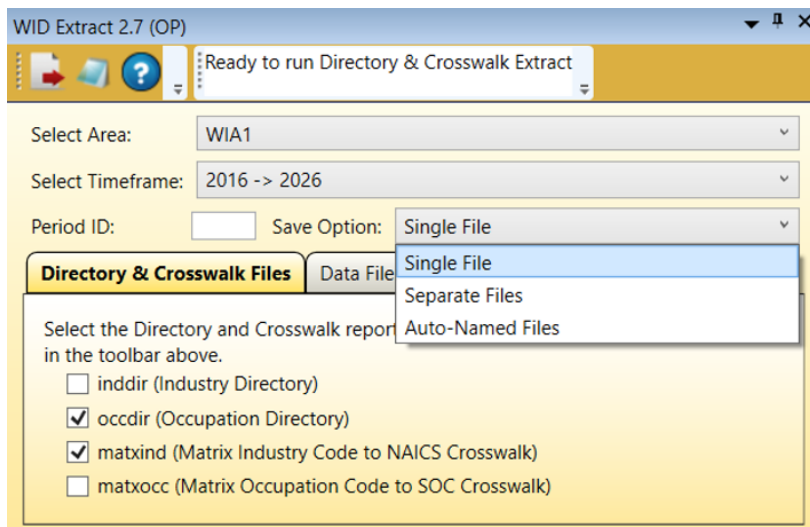 WID Extract 2.7 (OP)
Ready to run Directory & Crosswalk Extract
Select Area: WIA1
Select Timeframe: 2016 -> 2026
Period ID: Save Option: Single File
Single File
Separate Files
Auto-Named Files
Directory & Crosswalk Files Data File
Select the Directory and Crosswalk repor
in the toolbar above.
inddir (Industry Directory)
occdir (Occupation Directory)
matxind (Matrix Industry Code to NAICS Crosswalk)
matxocc (Matrix Occupation Code to SOC Crosswalk)